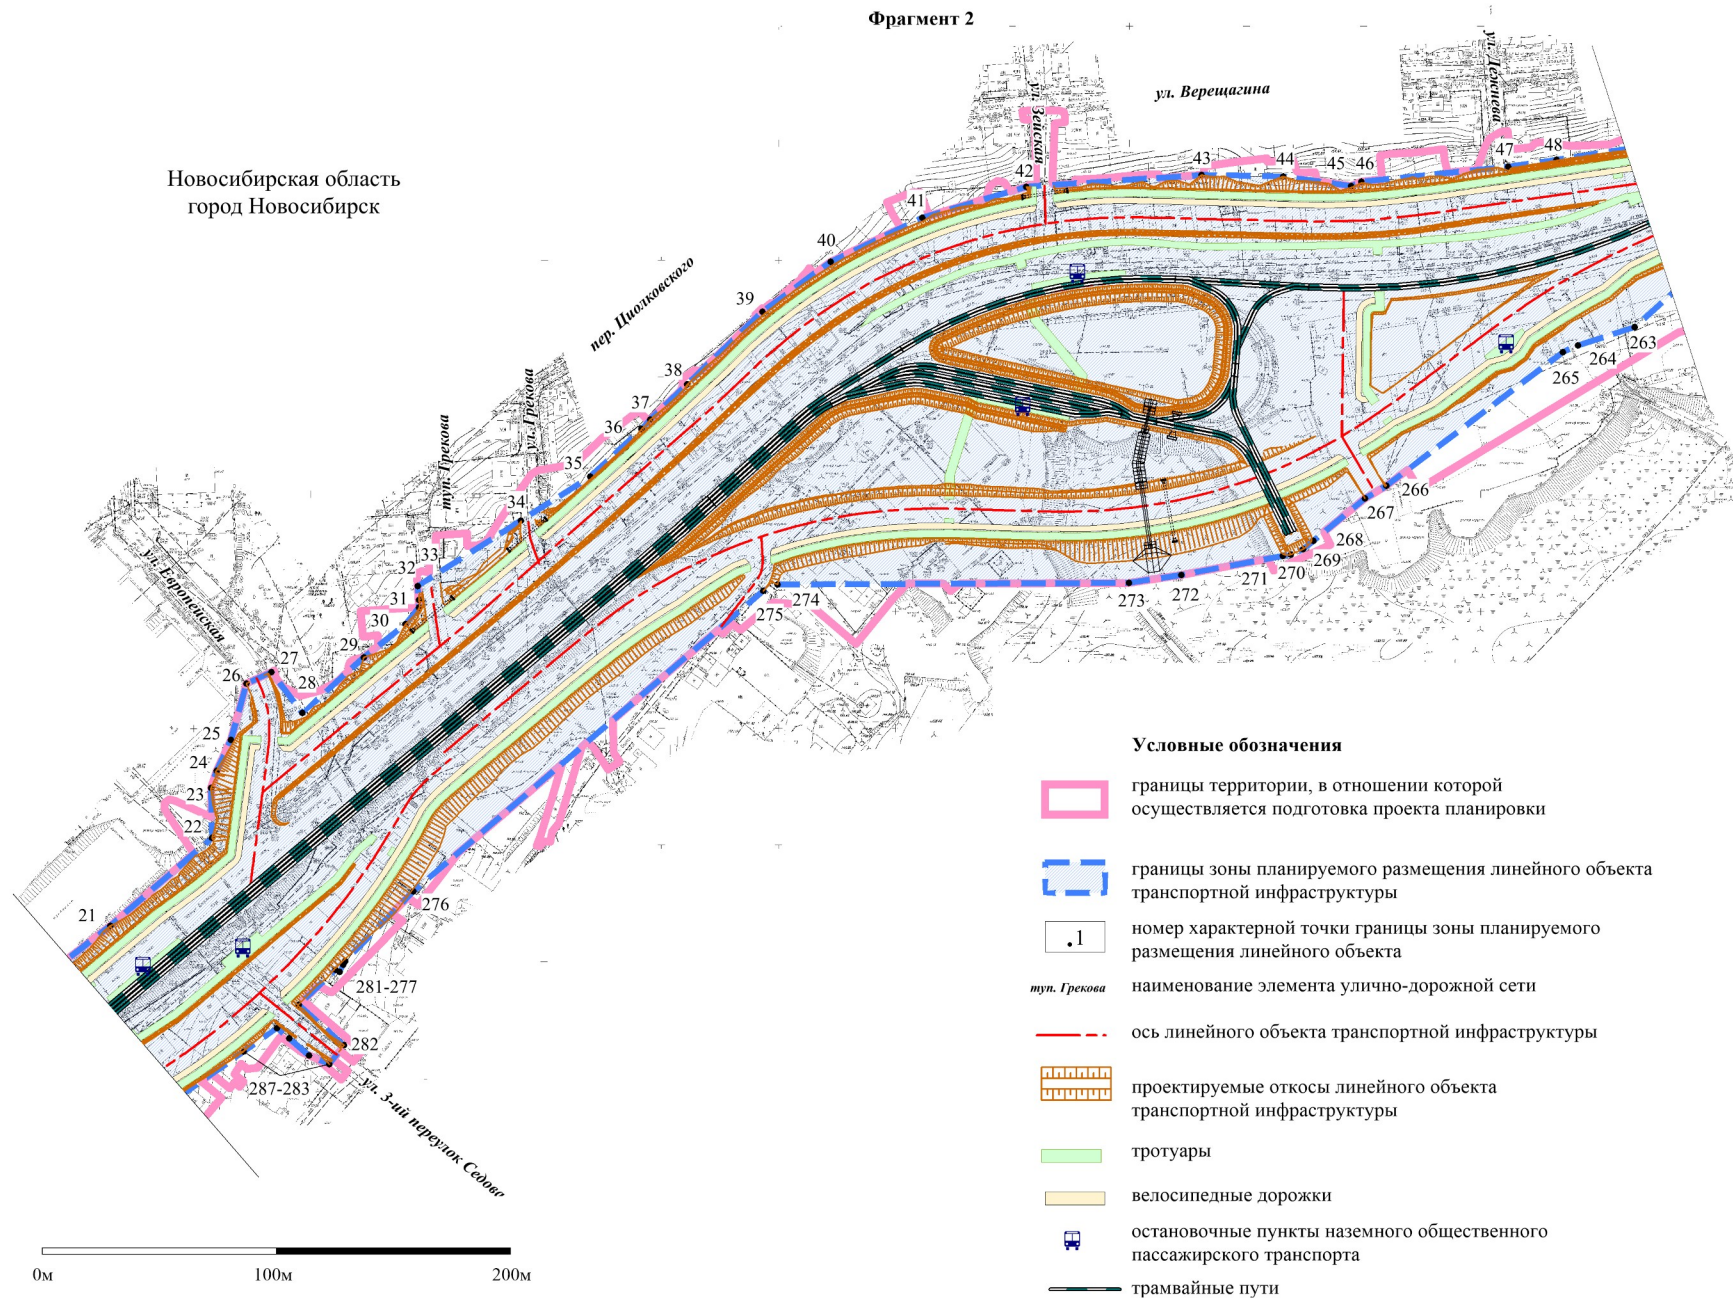 Фрагмент 2
Новосибирская область
город Новосибирск
ул. Зейская
ул. Верещагина
ул. Дежнева
пер. Циолковского
ул. Грекова
туп. Грекова
ул. Европейская
ул. 3-ий переулок Седова
21
22
23
24
25
26
27
28
29
30
31
32
33
34
35
36
37
38
39
40
41
42
43
44
45
46
47
48
263
264
265
266
267
268
269
270
271
272
273
274
275
276
281-277
282
287-283
Условные обозначения
границы территории, в отношении которой
осуществляется подготовка проекта планировки
границы зоны планируемого размещения линейного объекта
транспортной инфраструктуры
.1
номер характерной точки границы зоны планируемого
размещения линейного объекта
туп. Грекова
наименование элемента улично-дорожной сети
ось линейного объекта транспортной инфраструктуры
проектируемые откосы линейного объекта
транспортной инфраструктуры
тротуары
велосипедные дорожки
остановочные пункты наземного общественного
пассажирского транспорта
трамвайные пути
0м
100м
200м